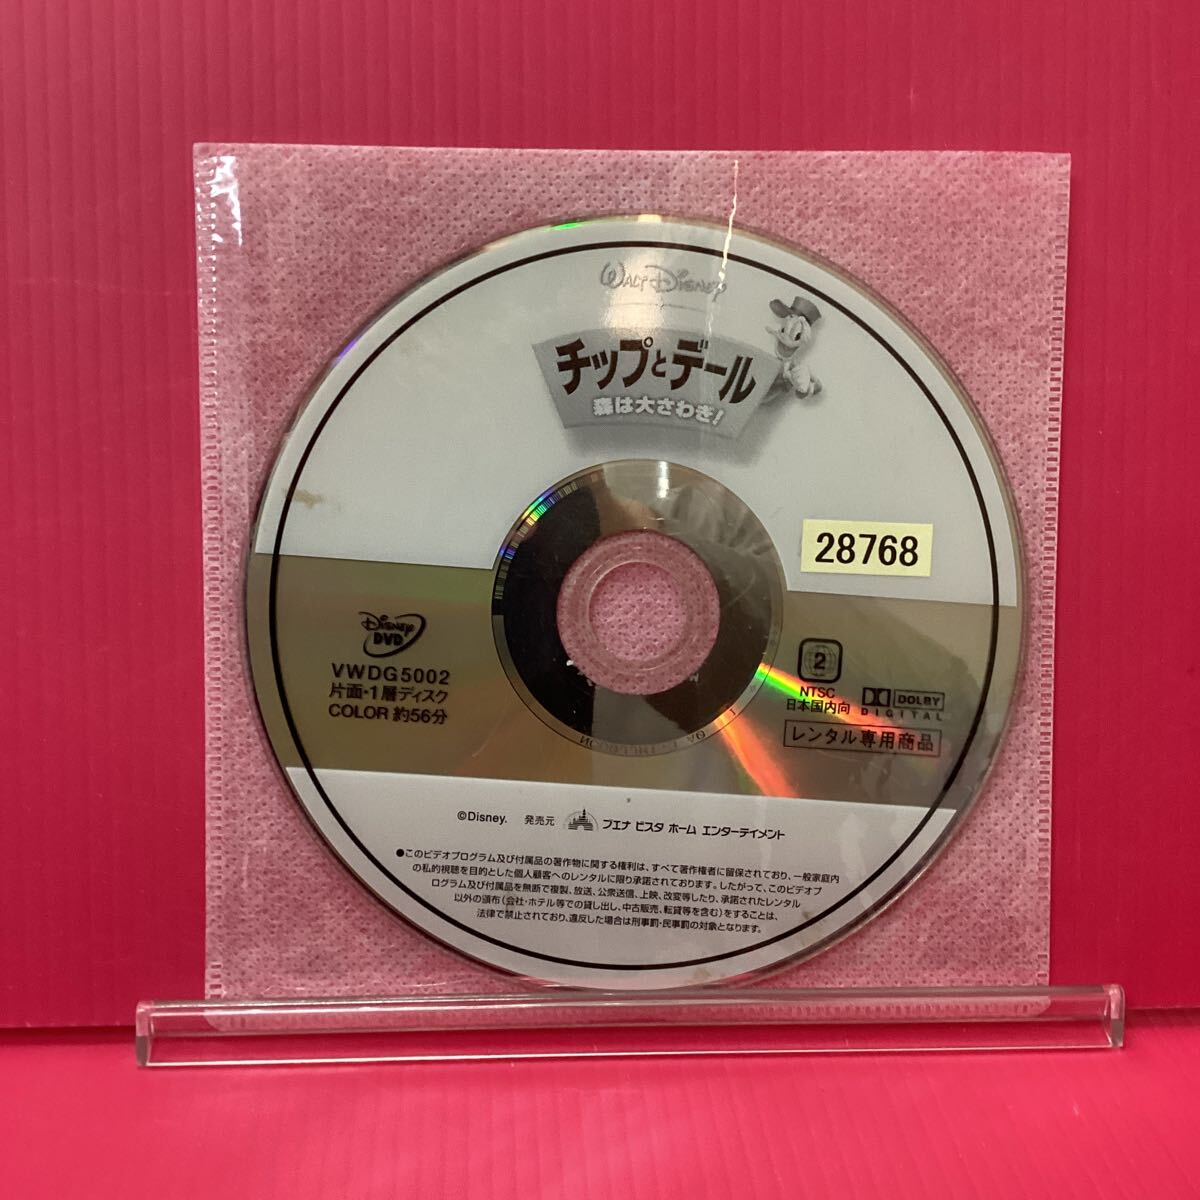 WALT DISNEY
チップとデール
森は大さわぎ!
28768
DISNEY
DVD
VWDG5002
片面・1層ディスク
COLOR 約56分
2
NTSC
日本国内向
DOLBY
DIGITAL
レンタル専用商品
©Disney. 発売元 ブエナ ビスタ ホーム エンターテイメント
●このビデオプログラム及び付属品の著作物に関する権利は、すべて著作権者に留保されており、一般家庭内
の私的視聴を目的とした個人顧客へのレンタルに限り承諾されております。したがって、このビデオプ
ログラム及び付属品を無断で複製、放送、公衆送信、上映、改変等したり、承諾されたレンタル
以外の頒布(会社・ホテル等での貸し出し、中古販売、転貸等を含む)をすることは、
法律で禁止されており、違反した場合は刑事罰・民事罰の対象となります。